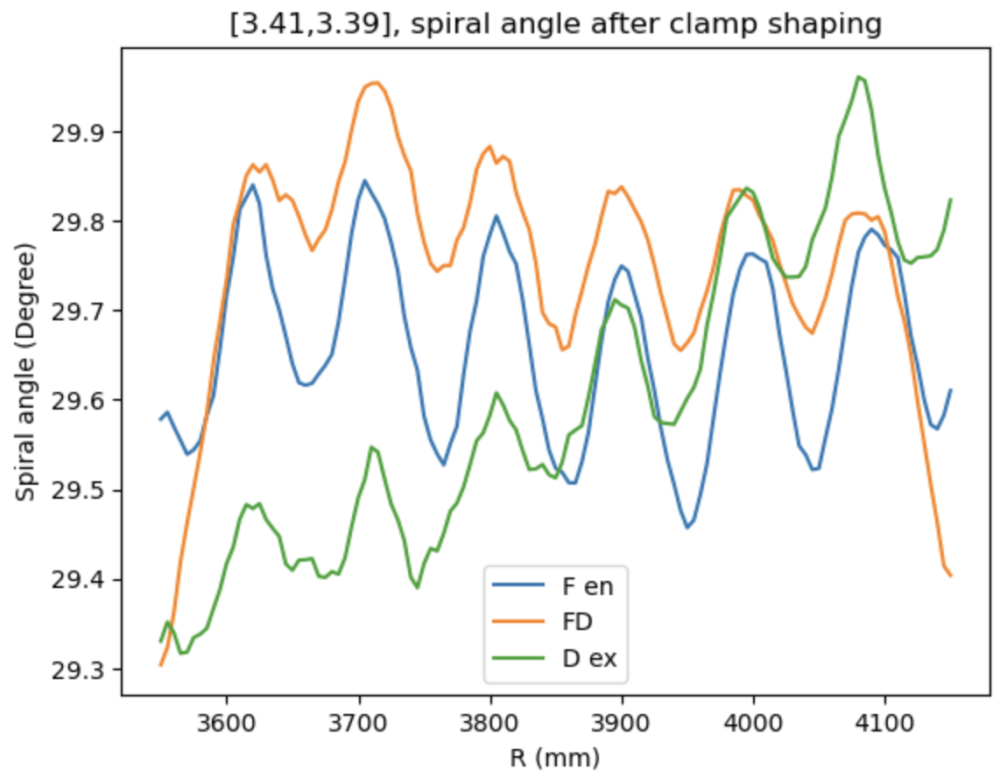 [3.41,3.39], spiral angle after clamp shaping
Spiral angle (Degree)
29.9
29.8
29.7
29.6
29.5
29.4
29.3
F en
FD
D ex
3600 3700 3800 3900 4000 4100
R (mm)